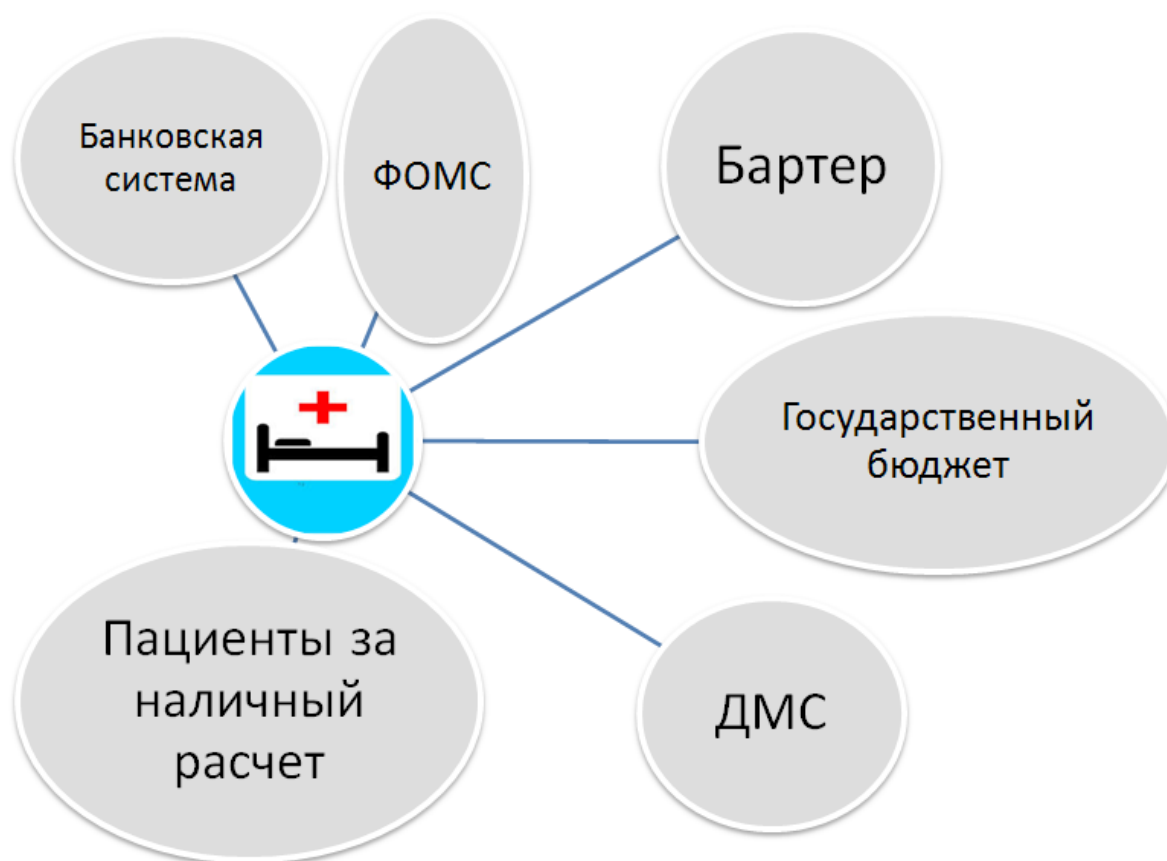 Банковская
система
ФОМС
Бартер
Государственный
бюджет
Пациенты за
наличный
расчет
ДМС